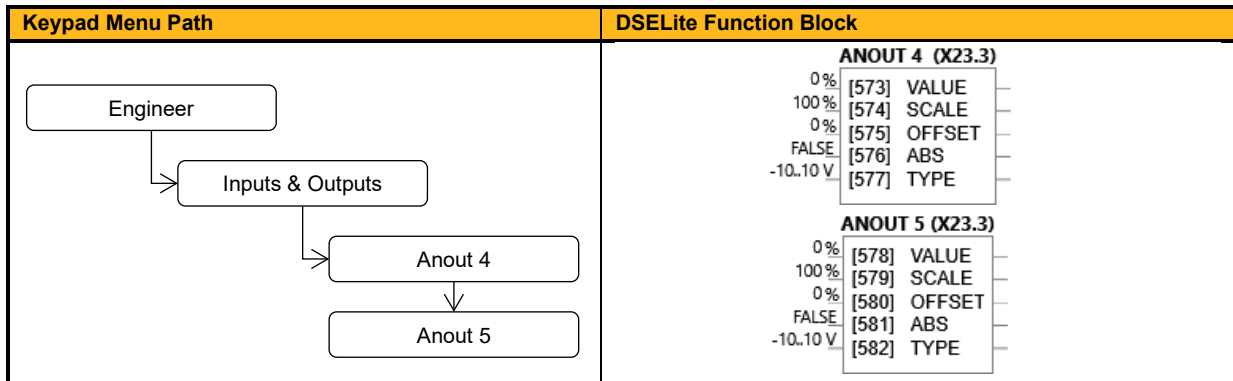 Keypad Menu Path
DSELite Function Block
Engineer
Inputs & Outputs
Anout 4
Anout 5
ANOUT 4 (X23.3)
0% [573] VALUE
100% [574] SCALE
0% [575] OFFSET
FALSE [576] ABS
-10..10 V [577] TYPE
ANOUT 5 (X23.3)
0% [578] VALUE
100% [579] SCALE
0% [580] OFFSET
FALSE [581] ABS
-10..10 V [582] TYPE